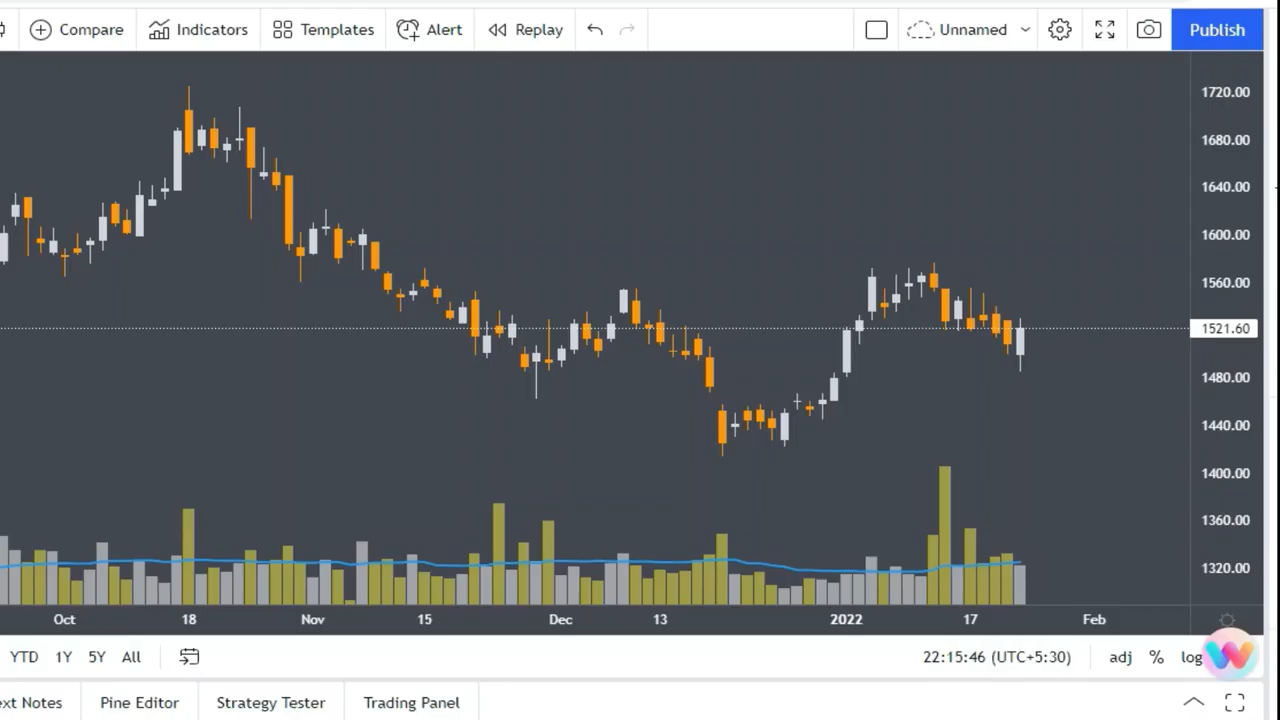 Compare Indicators Templates Alert Replay Unnamed Publish
1720.00
1680.00
1640.00
1600.00
1560.00
1521.60
1480.00
1440.00
1400.00
1360.00
1320.00
Oct 18 Nov 15 Dec 13 2022 17 Feb
YTD 1Y 5Y All 22:15:46 (UTC+5:30) adj % log
ext Notes Pine Editor Strategy Tester Trading Panel